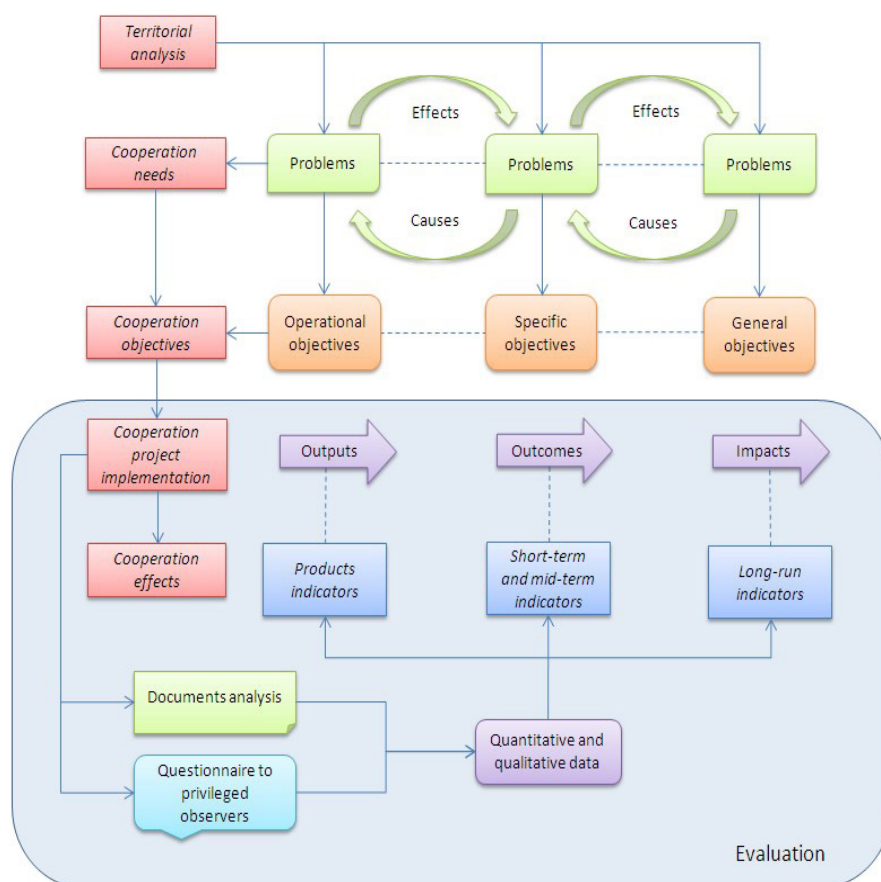 Territorial
analysis
Effects
Effects
Cooperation
needs
Problems
Problems
Problems
Causes
Causes
Cooperation
objectives
Operational
objectives
Specific
objectives
General
objectives
Cooperation
project
implementation
Outputs
Outcomes
Impacts
Cooperation
effects
Products
indicators
Short-term
and mid-term
indicators
Long-run
indicators
Documents analysis
Quantitative and
qualitative data
Questionnaire to
privileged
observers
Evaluation